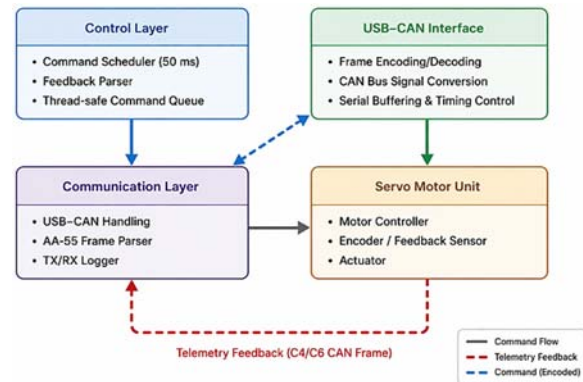 Control Layer
• Command Scheduler (50 ms)
• Feedback Parser
• Thread-safe Command Queue
USB-CAN Interface
• Frame Encoding/Decoding
• CAN Bus Signal Conversion
• Serial Buffering & Timing Control
Communication Layer
• USB-CAN Handling
• AA-55 Frame Parser
• TX/RX Logger
Servo Motor Unit
• Motor Controller
• Encoder / Feedback Sensor
• Actuator
Telemetry Feedback (C4/C6 CAN Frame)
Command Flow
Telemetry Feedback
Command (Encoded)